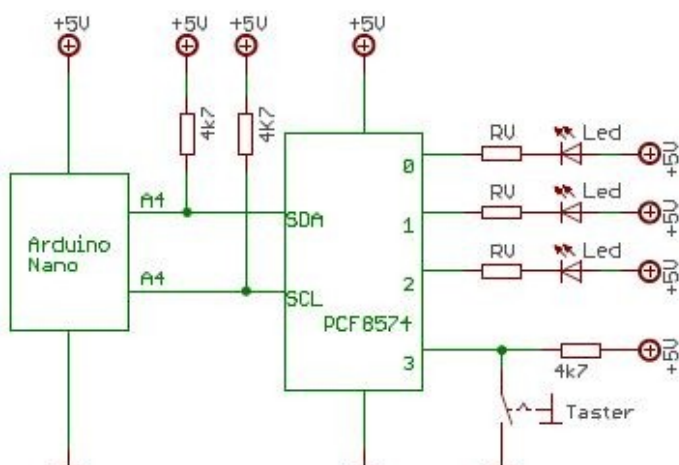 +5V
+5V
+5V
+5V
4k7
4K7
RV
Led
+5V
0
A4
SDA
RV
Led
+5V
1
Arduino
Nano
RV
Led
+5V
2
A4
SCL
PCF8574
3
4k7
+5V
Taster